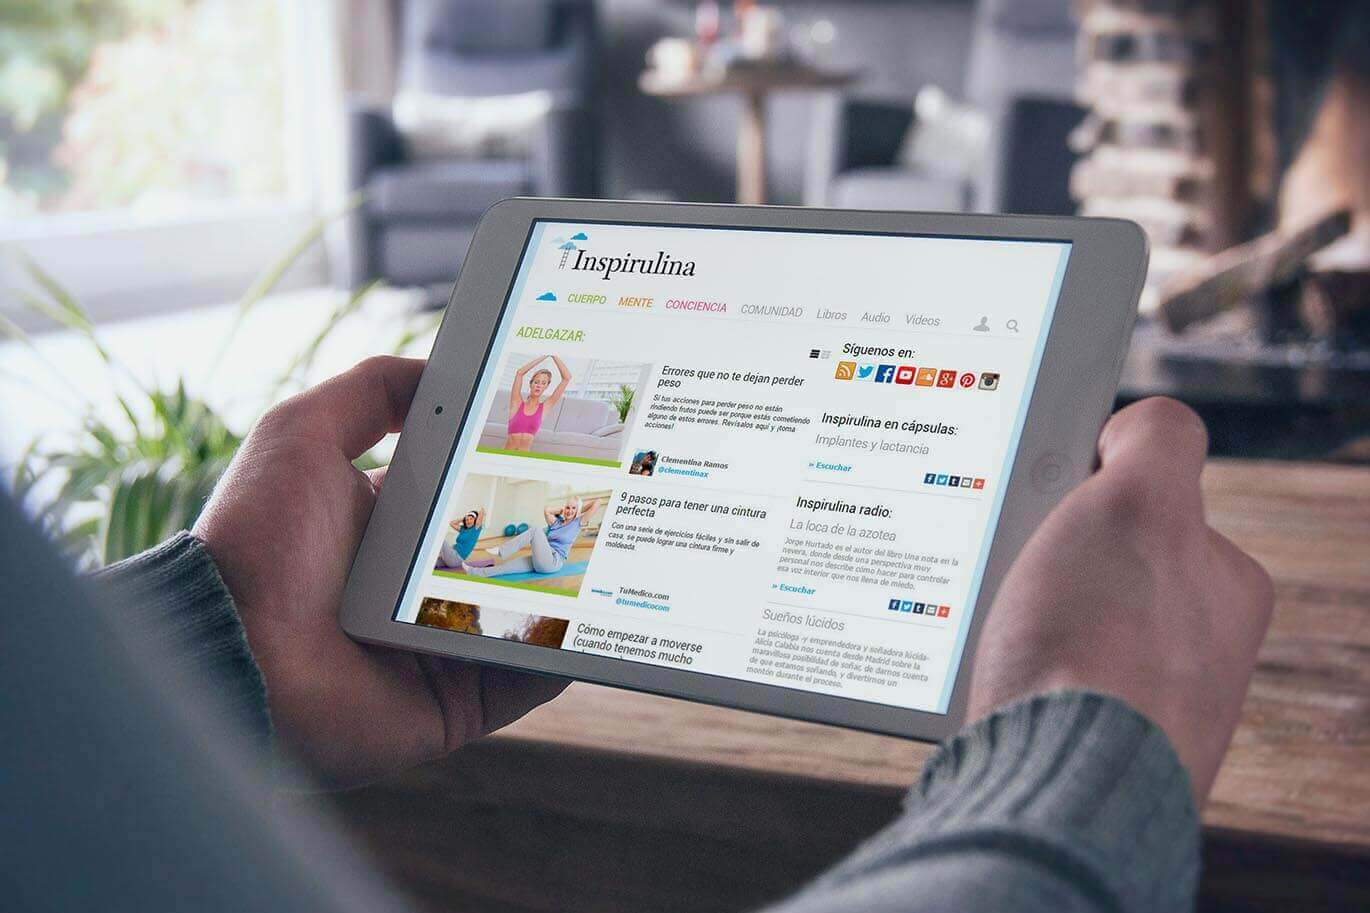 Inspirulina
CUERPO MENTE CONCIENCIA COMUNIDAD Libros Audio Videos
ADELGAZAR:
Errores que no te dejan perder
peso
Si tus acciones para perder peso no están
rindiendo frutos puede ser porque estás cometiendo
alguno de estos errores. Revísalos aquí y ¡toma
acciones!
Clementina Ramos
@clementinax
9 pasos para tener una cintura
perfecta
Con una serie de ejercicios fáciles y sin salir de
casa, se puede lograr una cintura firme y
moldeada.
TuMedico.com
@tumedicocom
Cómo empezar a moverse
(cuando tenemos mucho
Síguenos en:
Inspirulina en cápsulas:
Implantes y lactancia
» Escuchar
Inspirulina radio:
La loca de la azotea
Jorge Hurtado es el autor del libro Una nota en la
nevera, donde desde una perspectiva muy
personal nos describe cómo hacer para controlar
esa voz interior que nos llena de miedo.
» Escuchar
Sueños lúcidos
La psicóloga -y emprendedora y soñadora lúcida-
Alicia Calabia nos cuenta desde Madrid sobre la
maravillosa posibilidad de soñar, de darnos cuenta
de que estamos soñando, y divertirnos un
montón durante el proceso.